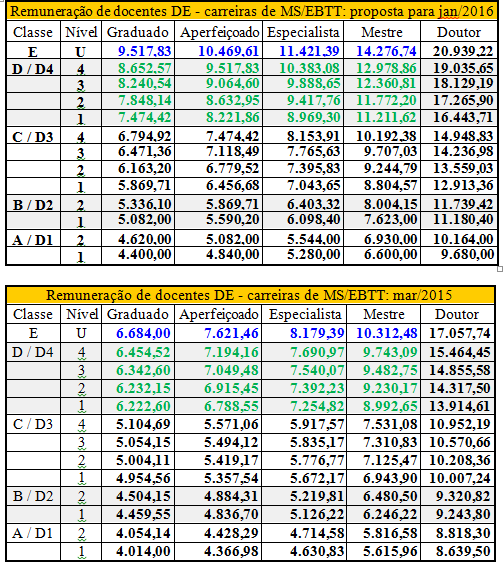 Remuneração de docentes DE - carreiras de MS/EBTT: proposta para jan/2016
Classe Nível Graduado Aperfeiçoado Especialista Mestre Doutor
E U 9.517,83 10.469,61 11.421,39 14.276,74 20.939,22
D / D4 4 8.652,57 9.517,83 10.383,08 12.978,86 19.035,65
3 8.240,54 9.064,60 9.888,65 12.360,81 18.129,19
2 7.848,14 8.632,95 9.417,76 11.772,20 17.265,90
1 7.474,42 8.221,86 8.969,30 11.211,62 16.443,71
C / D3 4 6.794,92 7.474,42 8.153,91 10.192,38 14.948,83
3 6.471,36 7.118,49 7.765,63 9.707,03 14.236,98
2 6.163,20 6.779,52 7.395,83 9.244,79 13.559,03
1 5.869,71 6.456,68 7.043,65 8.804,57 12.913,36
B / D2 2 5.336,10 5.869,71 6.403,32 8.004,15 11.739,42
1 5.082,00 5.590,20 6.098,40 7.623,00 11.180,40
A / D1 2 4.620,00 5.082,00 5.544,00 6.930,00 10.164,00
1 4.400,00 4.840,00 5.280,00 6.600,00 9.680,00
Remuneração de docentes DE - carreiras de MS/EBTT: mar/2015
Classe Nível Graduado Aperfeiçoado Especialista Mestre Doutor
E U 6.684,00 7.621,46 8.179,39 10.312,48 17.057,74
D / D4 4 6.454,52 7.194,16 7.690,97 9.743,09 15.464,45
3 6.342,60 7.049,48 7.540,07 9.482,75 14.855,58
2 6.232,15 6.915,45 7.392,23 9.230,17 14.317,50
1 6.222,60 6.788,55 7.254,82 8.992,65 13.914,61
C / D3 4 5.104,69 5.571,06 5.917,57 7.531,08 10.952,19
3 5.054,15 5.494,12 5.835,17 7.310,83 10.570,66
2 5.004,11 5.419,17 5.776,77 7.125,47 10.208,36
1 4.954,56 5.357,54 5.672,17 6.943,90 10.007,24
B / D2 2 4.504,15 4.884,31 5.219,81 6.480,50 9.320,82
1 4.459,55 4.836,70 5.126,22 6.246,22 9.243,80
A / D1 2 4.054,14 4.428,29 4.714,58 5.816,58 8.818,30
1 4.014,00 4.366,98 4.630,83 5.615,96 8.639,50